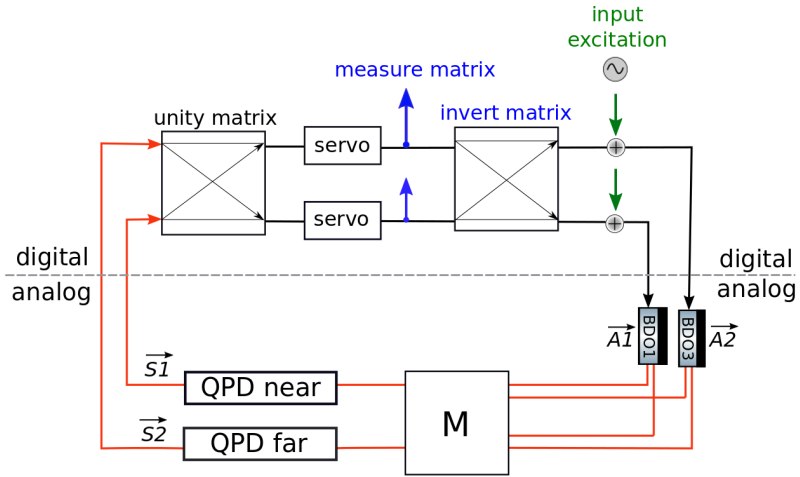 input
excitation
measure matrix
unity matrix
invert matrix
servo
servo
digital
analog
digital
analog
BDO1
BDO3
A1
A2
S1
QPD near
S2
QPD far
M